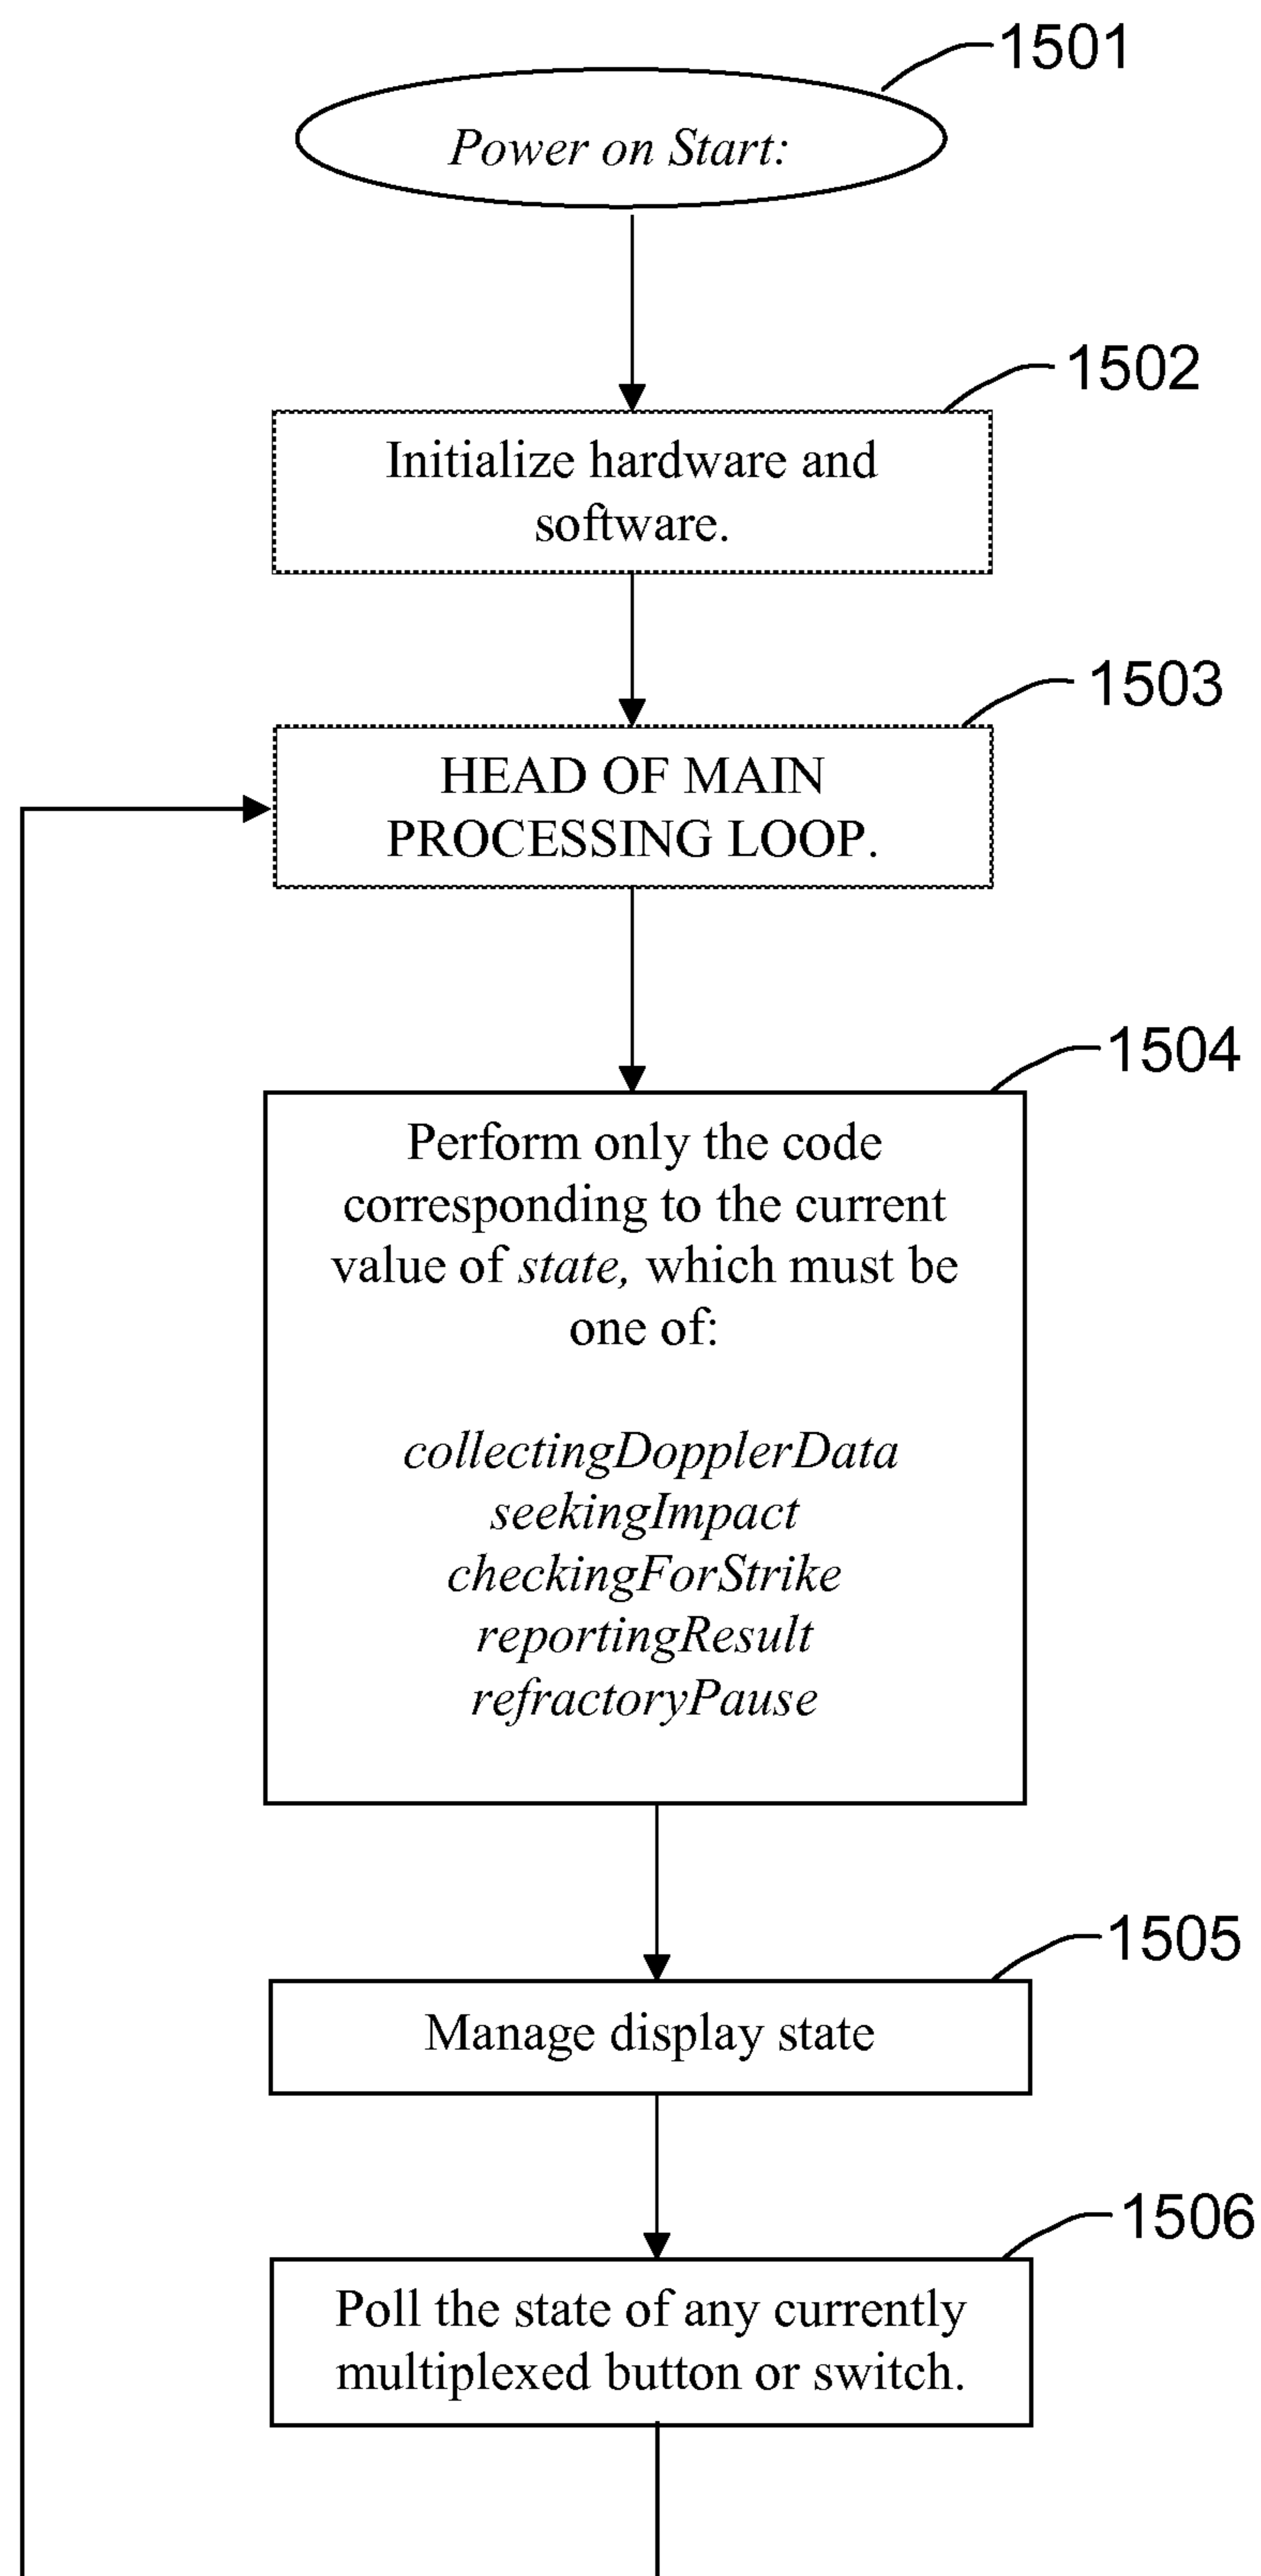 1501
Power on Start:
1502
Initialize hardware and
software.
1503
HEAD OF MAIN
PROCESSING LOOP.
1504
Perform only the code
corresponding to the current
value of state, which must be
one of:
collectingDopplerData
seekingImpact
checkingForStrike
reportingResult
refractoryPause
1505
Manage display state
1506
Poll the state of any currently
multiplexed button or switch.